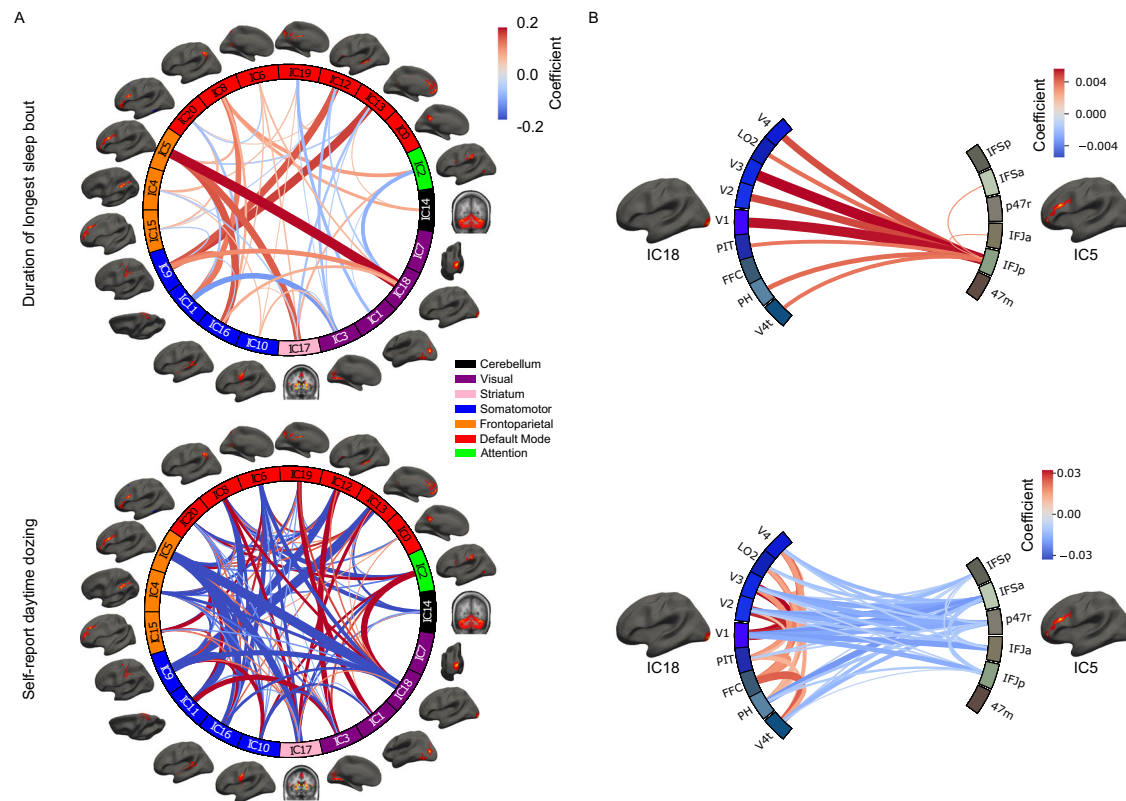 A
B
Duration of longest sleep bout
0.2
0.0
-0.2
Coefficient
IC20
IC8
IC6
IC19
IC12
IC13
IC0
IC2
IC14
IC7
IC18
IC1
IC3
IC17
IC10
IC16
IC11
IC9
IC15
IC4
IC5
Cerebellum
Visual
Striatum
Somatomotor
Frontoparietal
Default Mode
Attention
Coefficient
0.004
0.000
-0.004
V4
LO2
V3
V2
V1
PIT
FFC
PH
V4t
IC18
IFSp
IFSa
p47r
IFJa
IFJp
47m
IC5
Self-report daytime dozing
IC20
IC8
IC6
IC19
IC12
IC13
IC0
IC2
IC14
IC7
IC18
IC1
IC3
IC17
IC10
IC16
IC11
IC9
IC15
IC4
IC5
Coefficient
0.03
0.00
-0.03
V4
LO2
V3
V2
V1
PIT
FFC
PH
V4t
IC18
IFSp
IFSa
p47r
IFJa
IFJp
47m
IC5